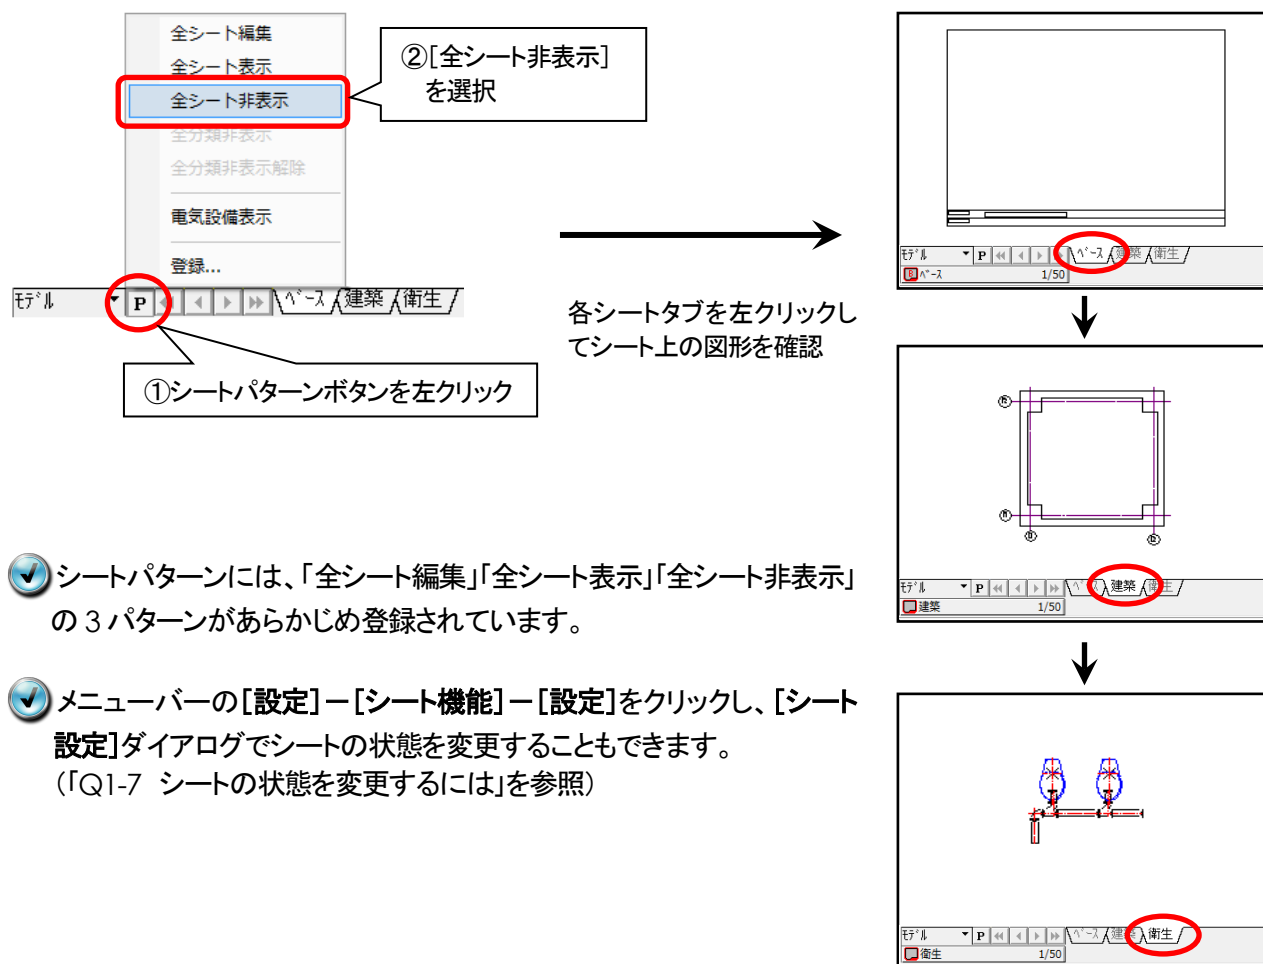 全シート編集
全シート表示
全シート非表示
全分類非表示
全分類非表示解除
電気設備表示
登録...
ﾓﾃﾞﾙ P ﾍﾞｰｽ 建築 衛生
②[全シート非表示]
を選択
①シートパターンボタンを左クリック
各シートタブを左クリックし
てシート上の図形を確認
ﾓﾃﾞﾙ P ﾍﾞｰｽ 建築 衛生
B ﾍﾞｰｽ 1/50
ﾓﾃﾞﾙ P 建築
建築 1/50
ﾓﾃﾞﾙ P ﾍﾞｰｽ 建築 衛生
衛生 1/50
シートパターンには、「全シート編集」「全シート表示」「全シート非表示」
の 3 パターンがあらかじめ登録されています。
メニューバーの[設定]－[シート機能]－[設定]をクリックし、[シート
設定]ダイアログでシートの状態を変更することもできます。
（「Q1-7 シートの状態を変更するには」を参照）